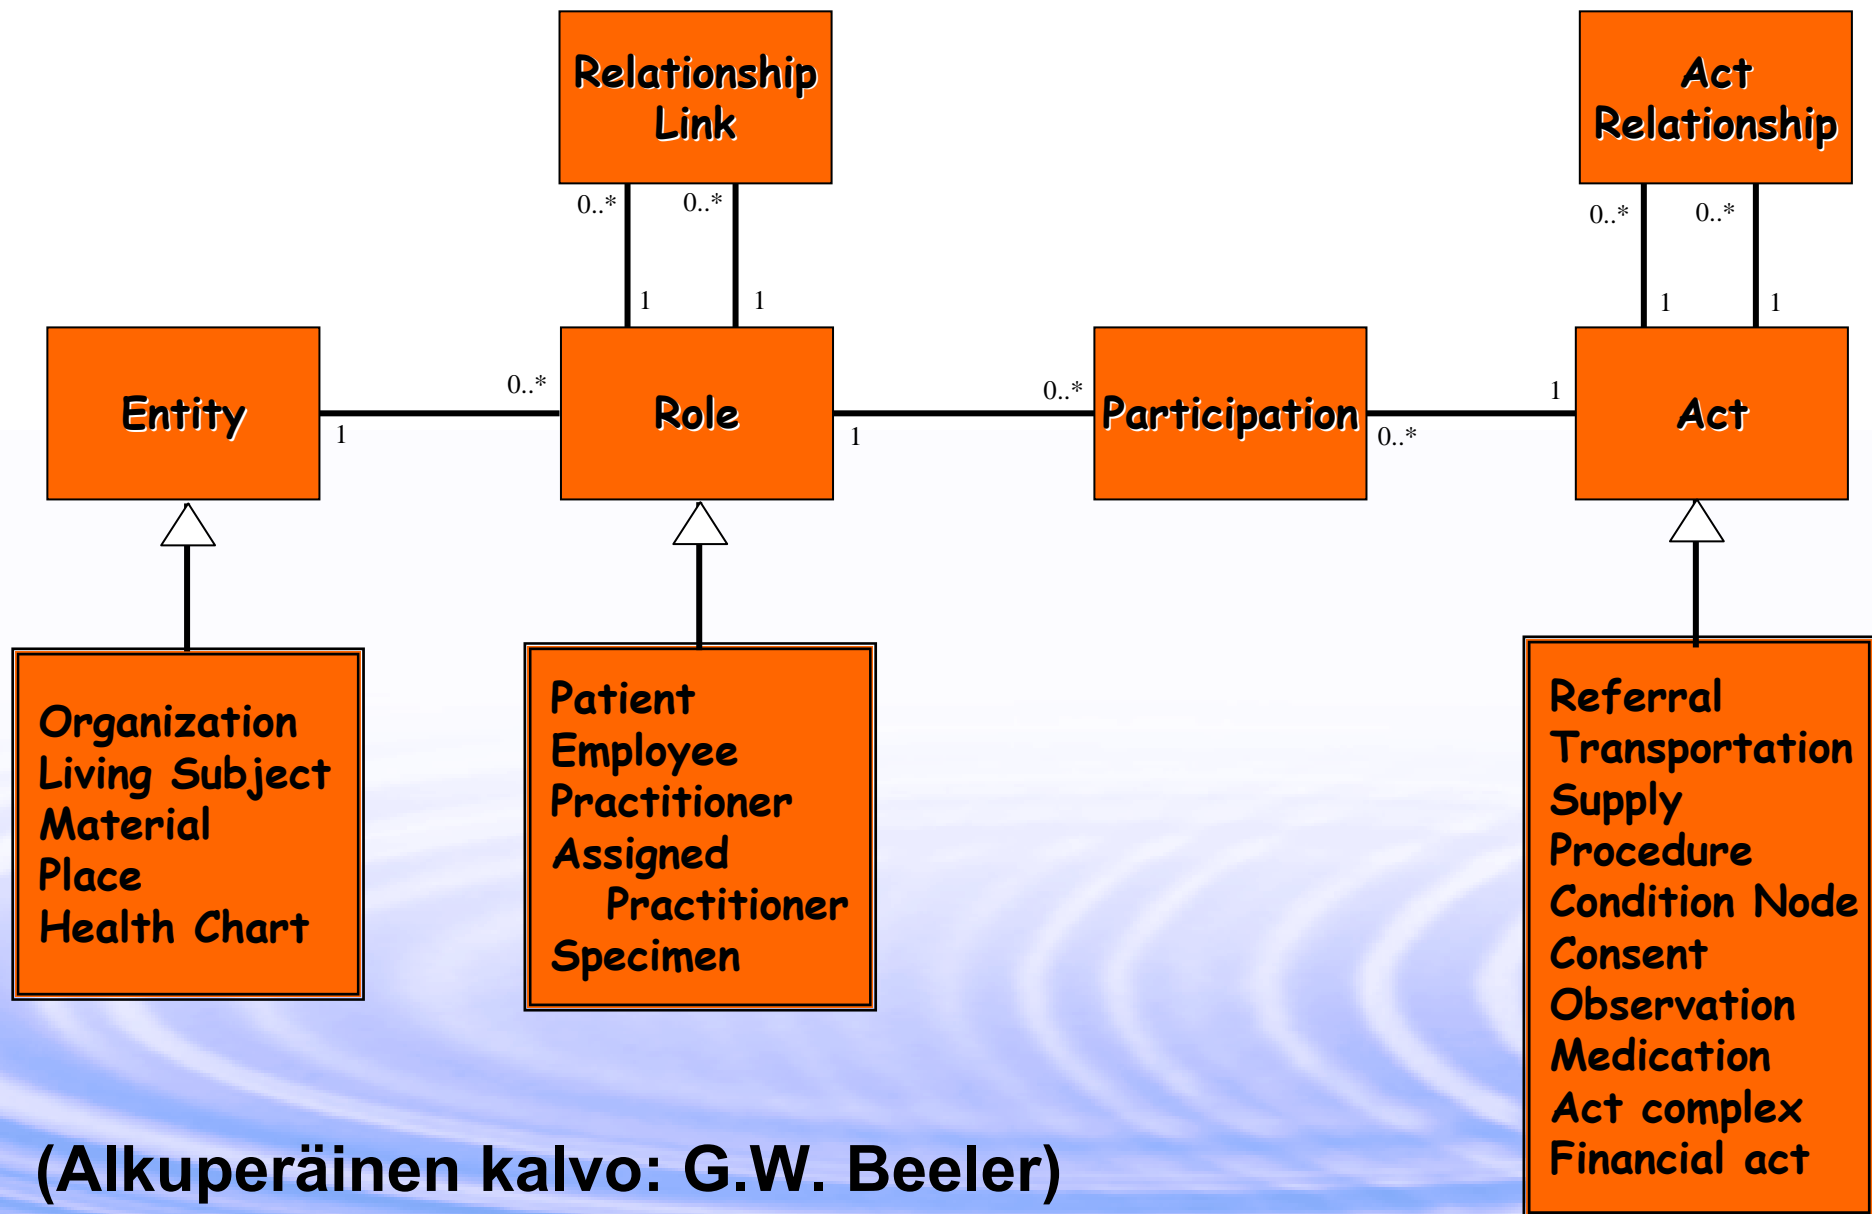 Relationship
Link
Act
Relationship
0..*
0..*
0..*
0..*
1
1
1
1
Entity
1
0..*
Role
1
0..*
Participation
0..*
1
Act
Organization
Living Subject
Material
Place
Health Chart
Patient
Employee
Practitioner
Assigned
Practitioner
Specimen
Referral
Transportation
Supply
Procedure
Condition Node
Consent
Observation
Medication
Act complex
Financial act
(Alkuperäinen kalvo: G.W. Beeler)